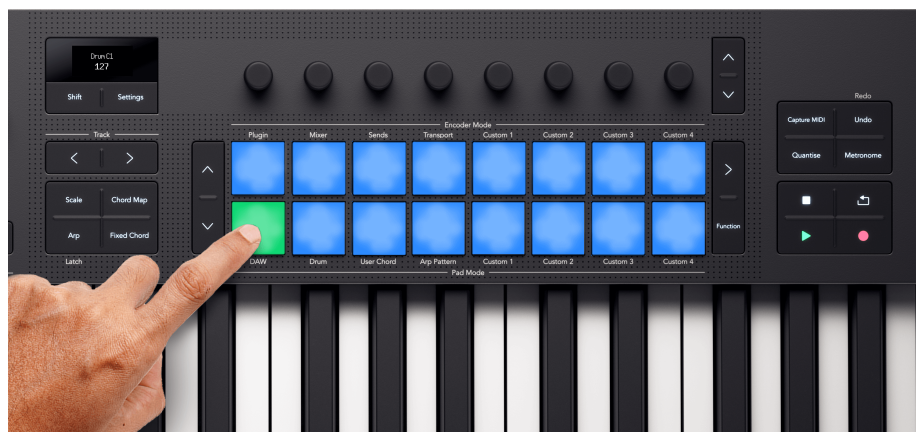 Drum C1
127
Shift Settings
Track
Scale Chord Map
Arp Fixed Chord
Latch
Encoder Mode
Plugin Mixer Sends Transport Custom 1 Custom 2 Custom 3 Custom 4
Function
DAW Drum User Chord Arp Pattern Custom 1 Custom 2 Custom 3 Custom 4
Pad Mode
Redo
Capture MIDI Undo
Quantise Metronome